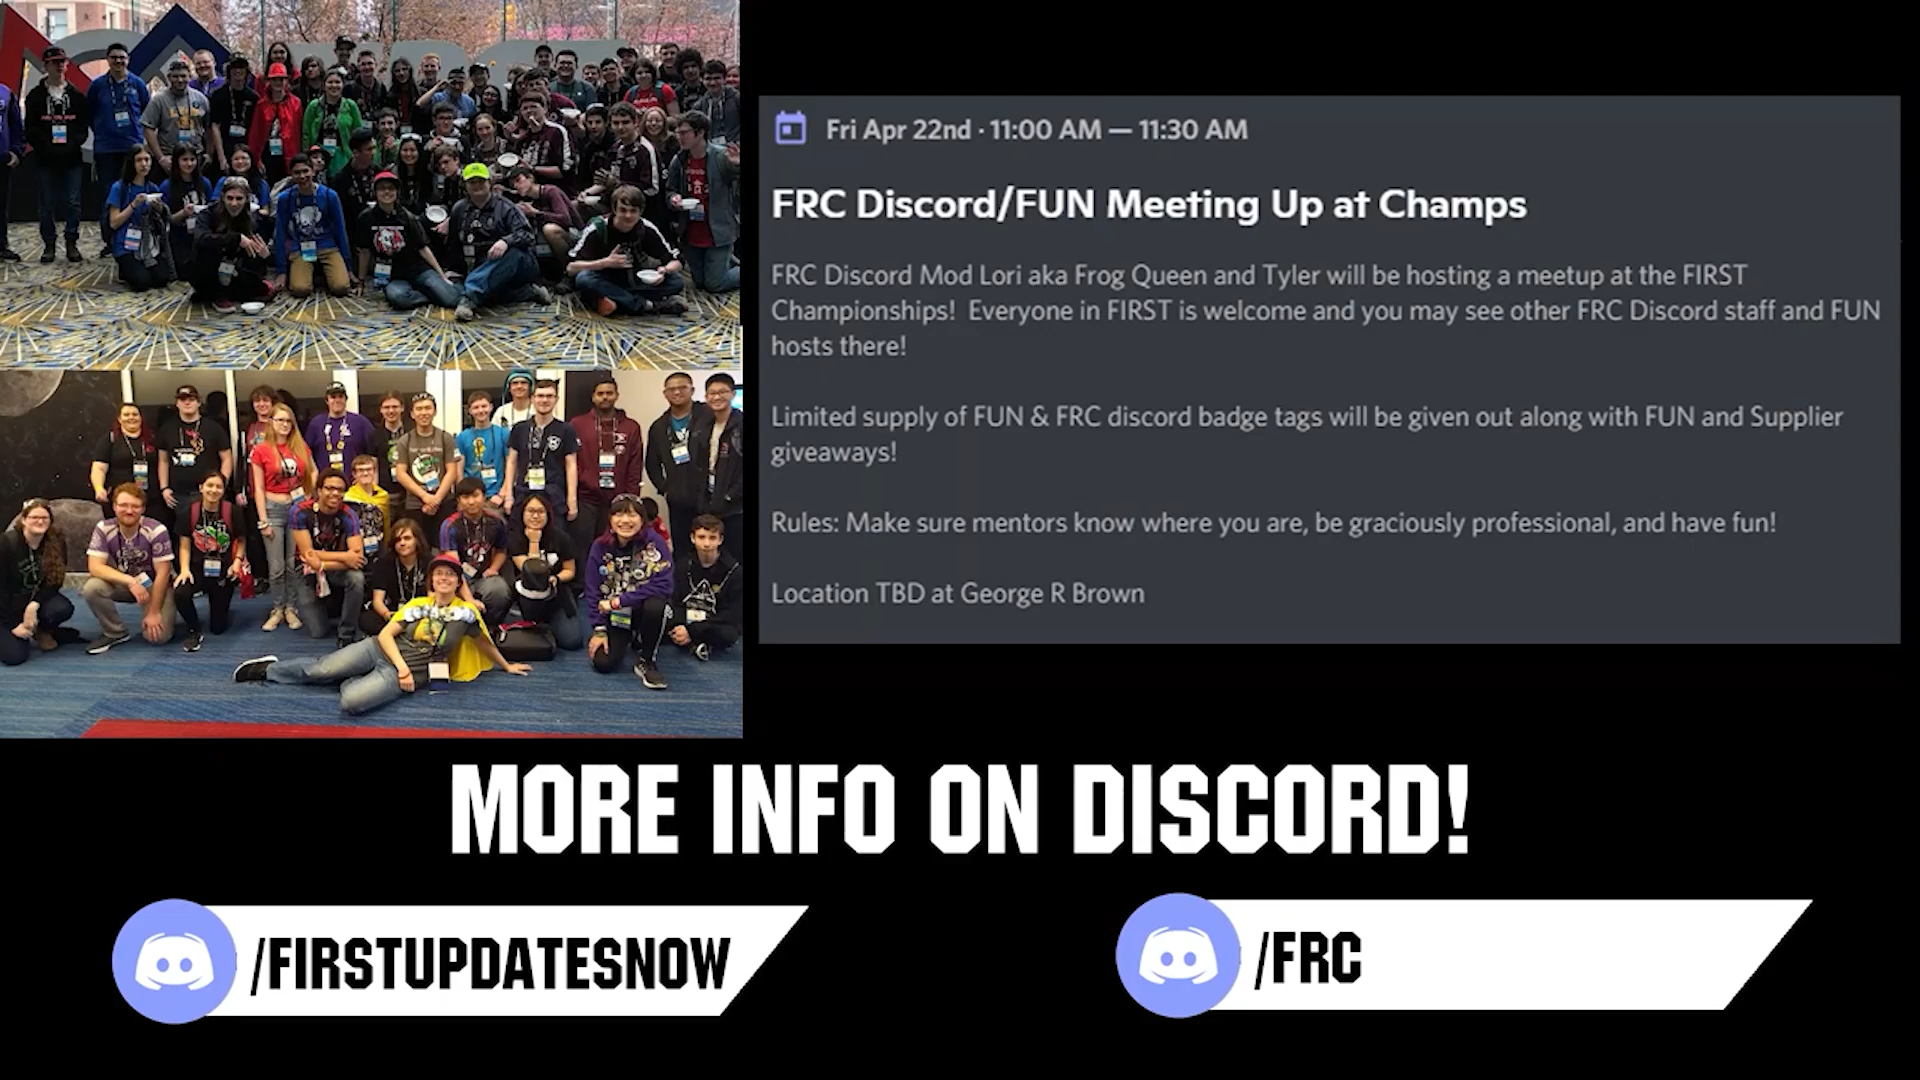 Fri Apr 22nd · 11:00 AM — 11:30 AM
FRC Discord/FUN Meeting Up at Champs
FRC Discord Mod Lori aka Frog Queen and Tyler will be hosting a meetup at the FIRST
Championships!  Everyone in FIRST is welcome and you may see other FRC Discord staff and FUN
hosts there!
Limited supply of FUN & FRC discord badge tags will be given out along with FUN and Supplier
giveaways!
Rules: Make sure mentors know where you are, be graciously professional, and have fun!
Location TBD at George R Brown
MORE INFO ON DISCORD!
/FIRSTUPDATESNOW
/FRC